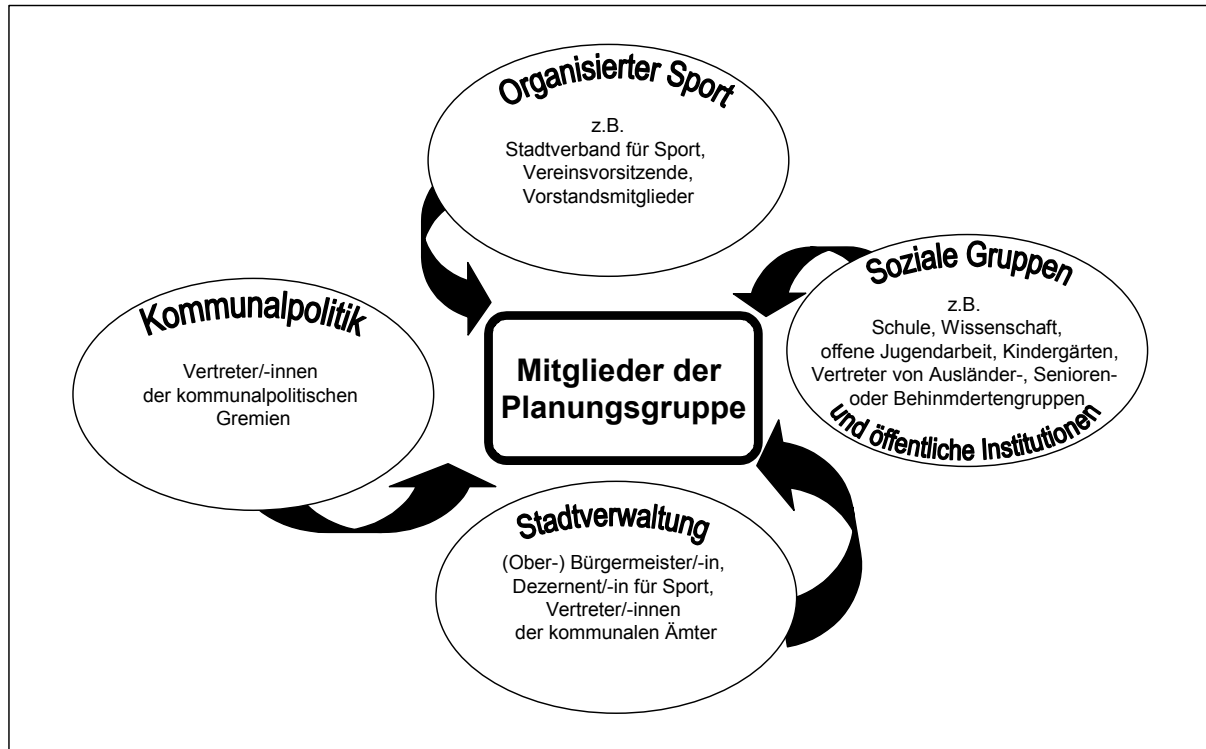 Organisierter Sport
z.B.
Stadtverband für Sport,
Vereinsvorsitzende,
Vorstandsmitglieder
Soziale Gruppen
z.B.
Schule, Wissenschaft,
offene Jugendarbeit, Kindergärten,
Vertreter von Ausländer-, Senioren-
oder Behinmdertengruppen
und öffentliche Institutionen
Kommunalpolitik
Vertreter/-innen
der kommunalpolitischen
Gremien
Mitglieder der
Planungsgruppe
Stadtverwaltung
(Ober-) Bürgermeister/-in,
Dezernent/-in für Sport,
Vertreter/-innen
der kommunalen Ämter